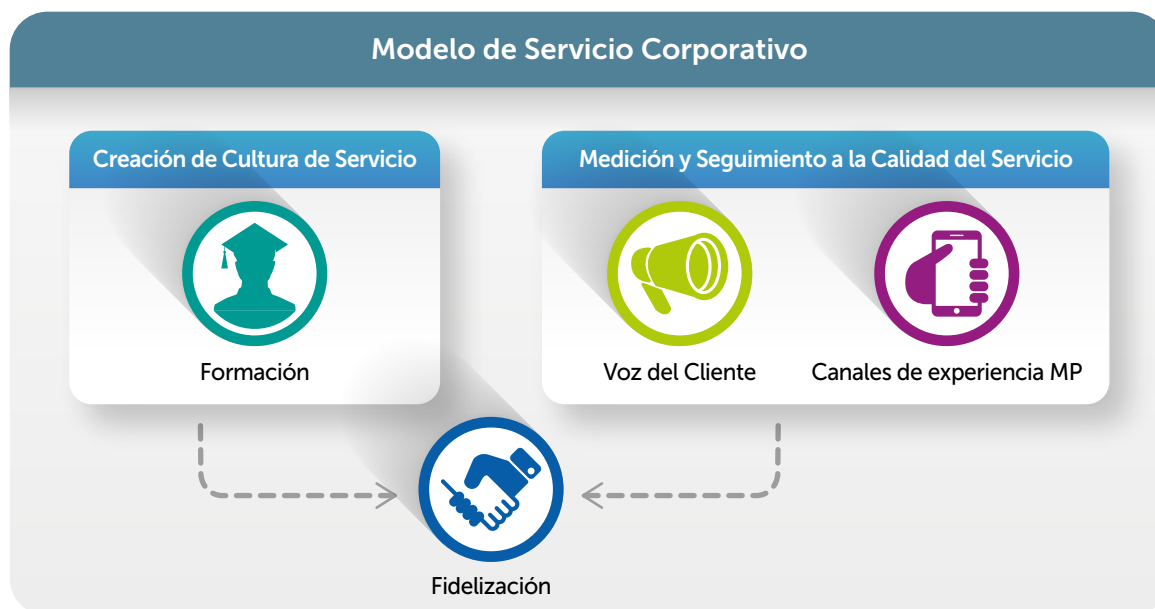 Modelo de Servicio Corporativo
Creación de Cultura de Servicio
Medición y Seguimiento a la Calidad del Servicio
Formación
Voz del Cliente
Canales de experiencia MP
Fidelización